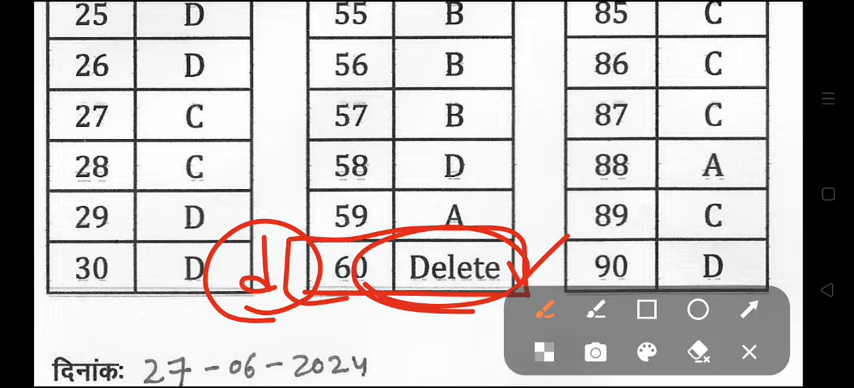 25 D 55 B 85 C
26 D 56 B 86 C
27 C 57 B 87 C
28 C 58 D 88 A
29 D 59 A 89 C
30 D d 60 Delete 90 D
दिनांक: 27-06-2024